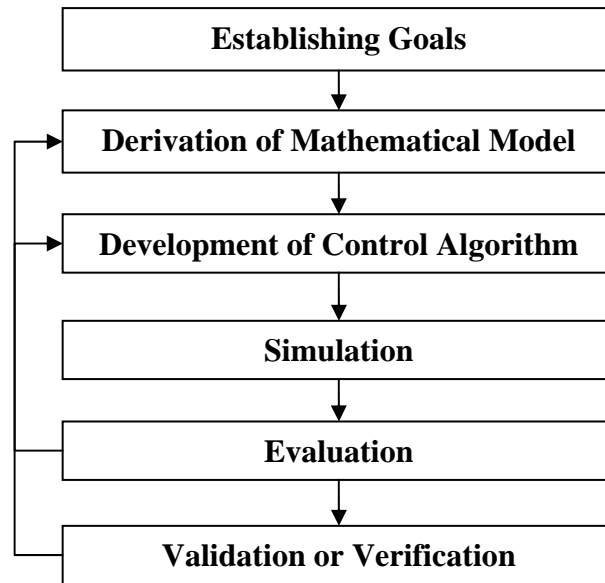 Establishing Goals
Derivation of Mathematical Model
Development of Control Algorithm
Simulation
Evaluation
Validation or Verification